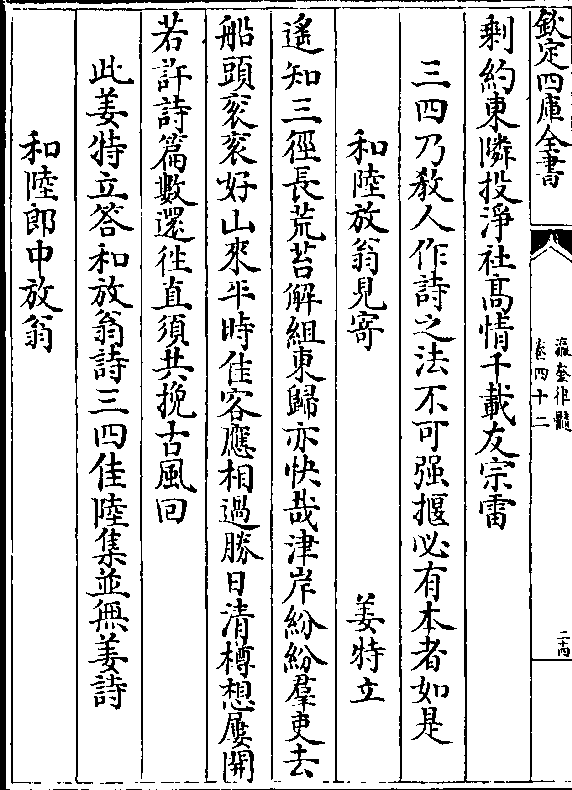 欽定四庫全書
瀛奎律髓
卷四十二
二十四
剩約東隣投淨社髙情千載友宗雷
三四乃教人作詩之法不可强揠必有本者如是
和陸放翁見寄　姜特立
遙知三徑長荒苔解組東歸亦快哉津岸紛紛羣吏去
船頭衮衮好山來平時佳客應相過勝日清樽想屢開
若許詩篇數還徃直須共挽古風回
此姜特立答和放翁詩三四佳陸集並無姜詩
和陸郎中放翁